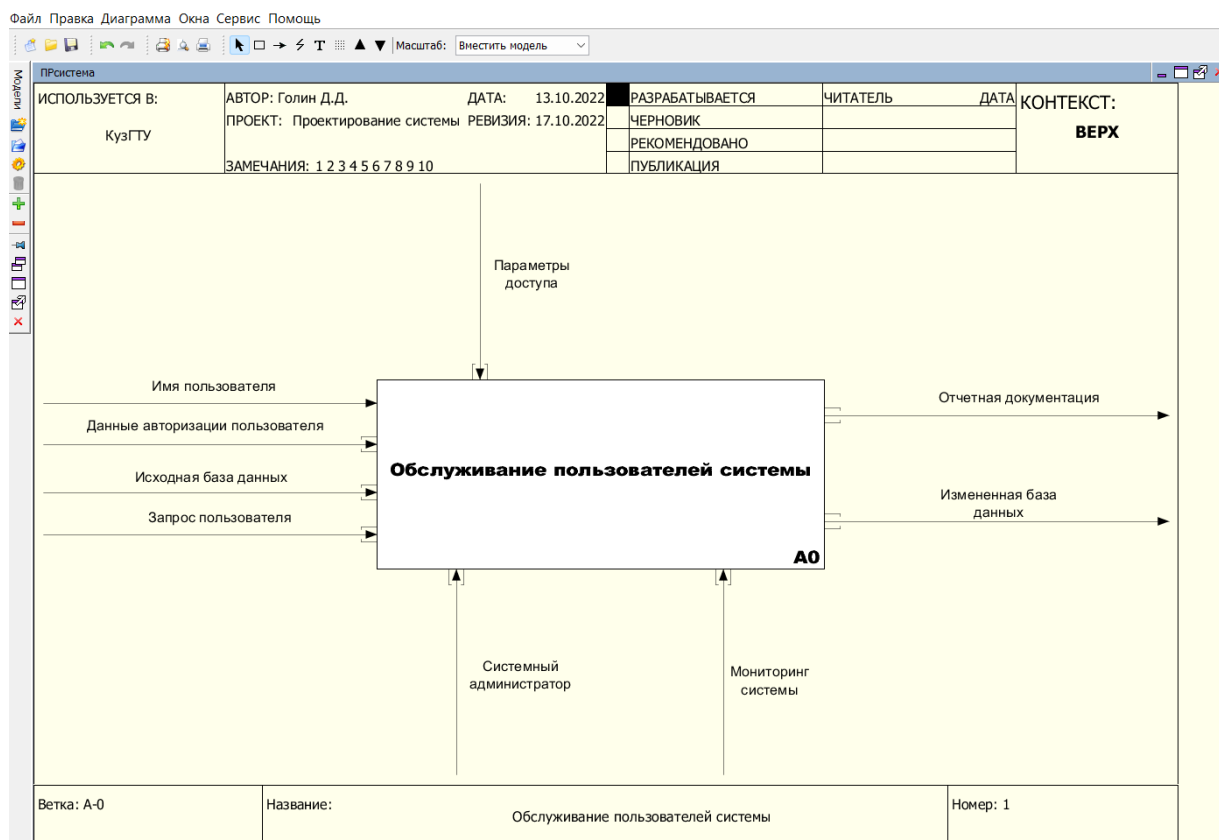 Файл Правка Диаграмма Окна Сервис Помощь
Масштаб: Вместить модель
Модели
ПРсистема
ИСПОЛЬЗУЕТСЯ В:
КузГТУ
АВТОР: Голин Д.Д.
ДАТА: 13.10.2022
ПРОЕКТ: Проектирование системы
РЕВИЗИЯ: 17.10.2022
ЗАМЕЧАНИЯ: 1 2 3 4 5 6 7 8 9 10
РАЗРАБАТЫВАЕТСЯ
ЧЕРНОВИК
РЕКОМЕНДОВАНО
ПУБЛИКАЦИЯ
ЧИТАТЕЛЬ
ДАТА
КОНТЕКСТ:
ВЕРХ
Параметры
доступа
Имя пользователя
Данные авторизации пользователя
Исходная база данных
Запрос пользователя
Обслуживание пользователей системы
A0
Отчетная документация
Измененная база
данных
Системный
администратор
Мониторинг
системы
Ветка: A-0
Название:
Обслуживание пользователей системы
Номер: 1